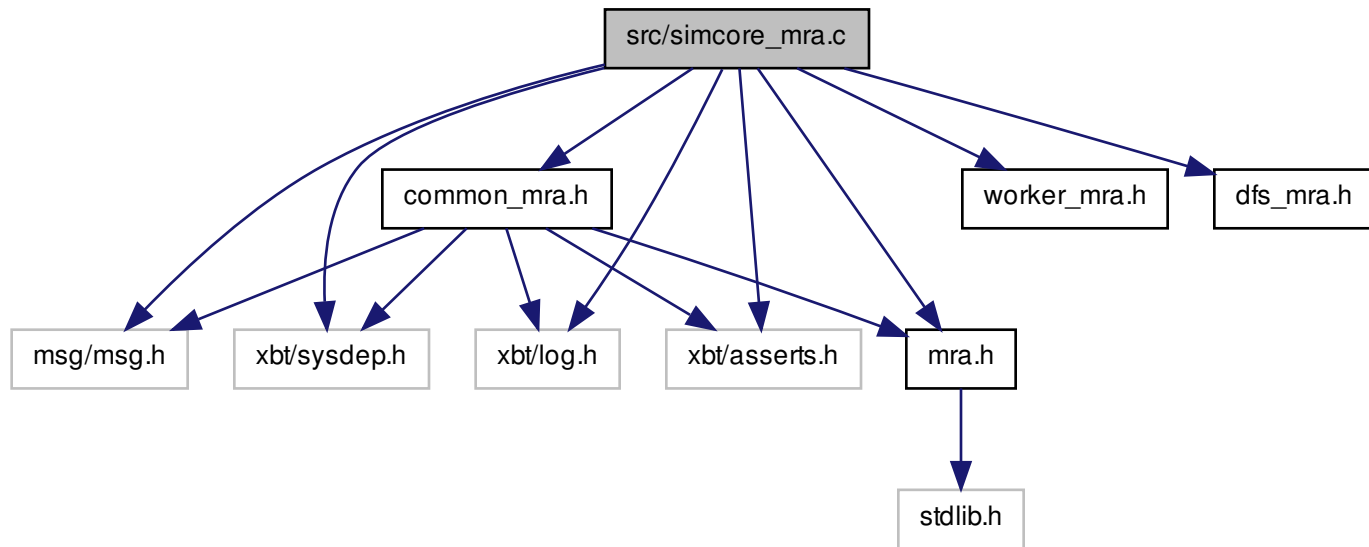 src/simcore_mra.c
common_mra.h
worker_mra.h
dfs_mra.h
msg/msg.h
xbt/sysdep.h
xbt/log.h
xbt/asserts.h
mra.h
stdlib.h